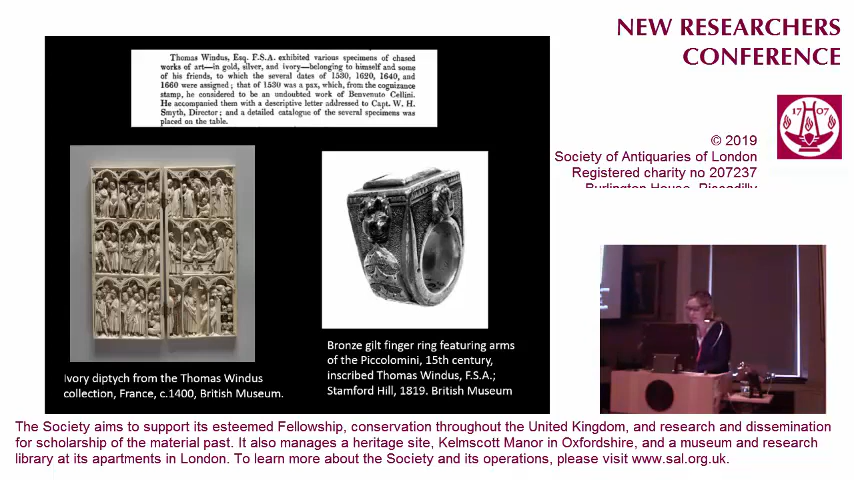 NEW RESEARCHERS
CONFERENCE
Thomas Windus, Esq. F.S.A. exhibited various specimens of chased
works of art—in gold, silver, and ivory—belonging to himself and some
of his friends, to which the several dates of 1530, 1620, 1640, and
1660 were assigned; that of 1530 was a pax, which, from the cognizance
stamp, he considered to be an undoubted work of Benvenuto Cellini.
He accompanied them with a descriptive letter addressed to Capt. W. H.
Smyth, Director; and a detailed catalogue of the several specimens was
placed on the table.
17 07
© 2019
Society of Antiquaries of London
Registered charity no 207237
Burlington House, Piccadilly
Ivory diptych from the Thomas Windus
collection, France, c.1400, British Museum.
Bronze gilt finger ring featuring arms
of the Piccolomini, 15th century,
inscribed Thomas Windus, F.S.A.;
Stamford Hill, 1819. British Museum
The Society aims to support its esteemed Fellowship, conservation throughout the United Kingdom, and research and dissemination
for scholarship of the material past. It also manages a heritage site, Kelmscott Manor in Oxfordshire, and a museum and research
library at its apartments in London. To learn more about the Society and its operations, please visit www.sal.org.uk.